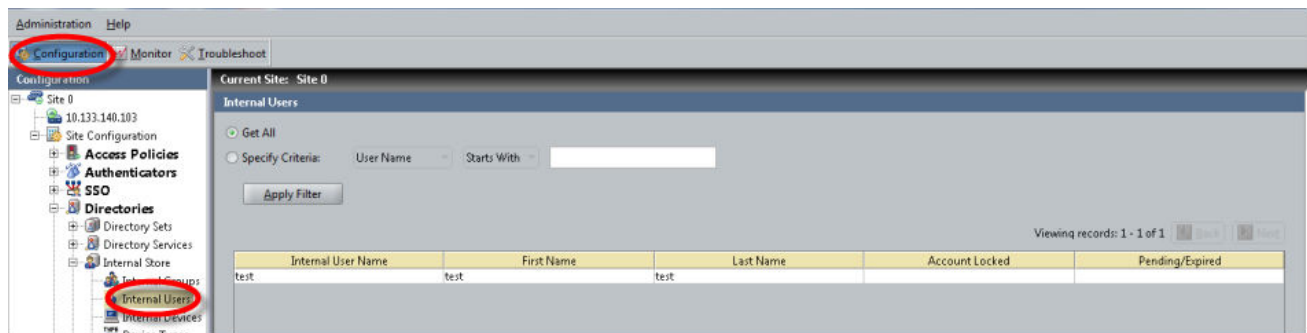 Administration Help
Configuration Monitor Troubleshoot
Configuration
Site 0
10.133.140.103
Site Configuration
Access Policies
Authenticators
SSO
Directories
Directory Sets
Directory Services
Internal Store
Internal Groups
Internal Users
Internal Devices
Current Site: Site 0
Internal Users
Get All
Specify Criteria: User Name Starts With
Apply Filter
Viewing records: 1 - 1 of 1 Back Next
Internal User Name First Name Last Name Account Locked Pending/Expired
test test test